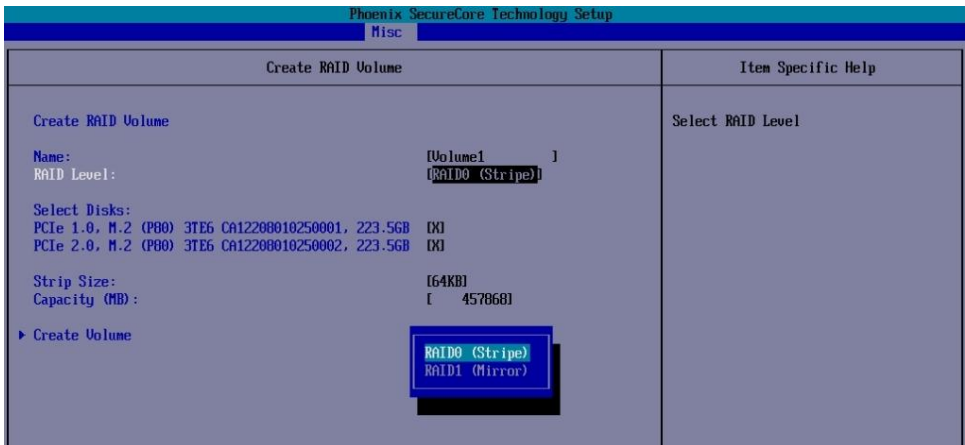 Phoenix SecureCore Technology Setup
Misc
Create RAID Volume
Item Specific Help
Create RAID Volume
Select RAID Level
Name: [Volume1 ]
RAID Level: [RAID0 (Stripe)]
Select Disks:
PCIe 1.0, M.2 (P80) 3TE6 CA12208010250001, 223.5GB [X]
PCIe 2.0, M.2 (P80) 3TE6 CA12208010250002, 223.5GB [X]
Strip Size: [64KB]
Capacity (MB): [ 457868]
Create Volume
RAID0 (Stripe)
RAID1 (Mirror)